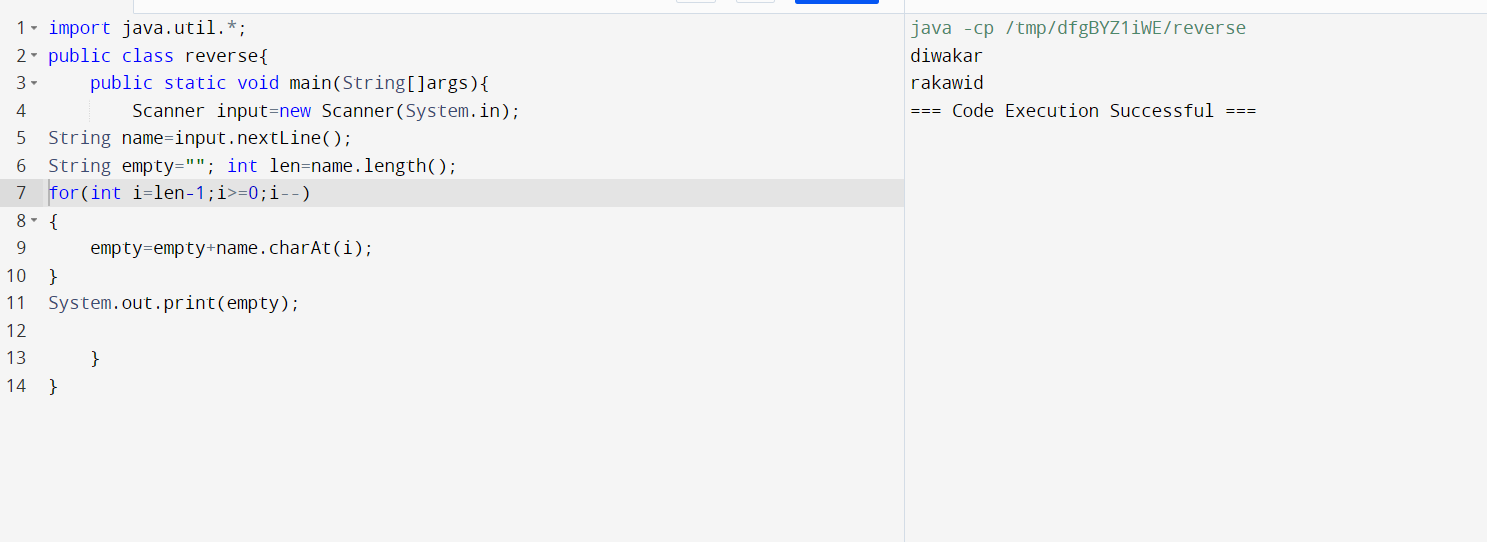 1 import java.util.*;
2 public class reverse{
3     public static void main(String[]args){
4         Scanner input=new Scanner(System.in);
5 String name=input.nextLine();
6 String empty=""; int len=name.length();
7 for(int i=len-1;i>=0;i--)
8 {
9     empty=empty+name.charAt(i);
10 }
11 System.out.print(empty);
12
13     }
14 }
java -cp /tmp/dfgBYZ1iWE/reverse
diwakar
rakawid
=== Code Execution Successful ===